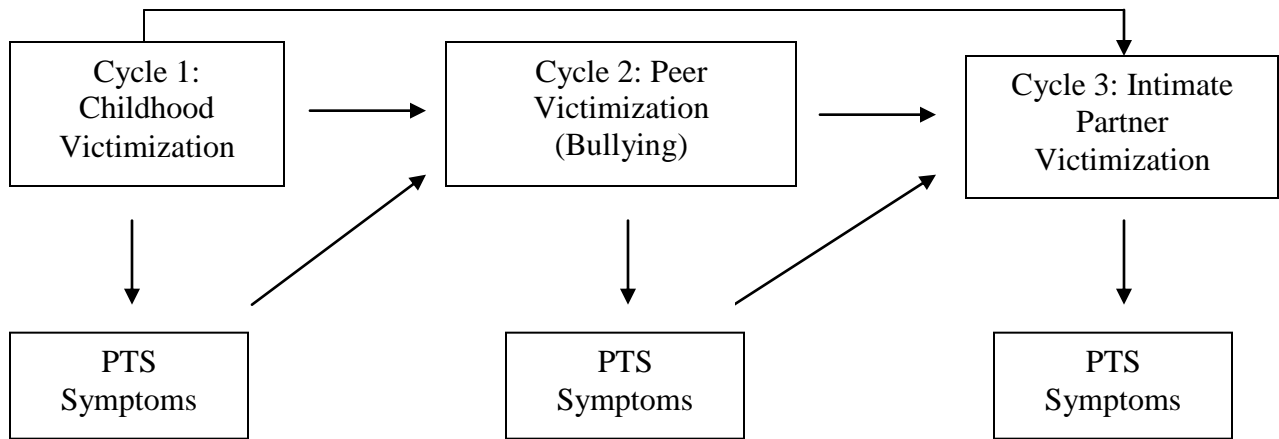 Cycle 1:
Childhood
Victimization
Cycle 2: Peer
Victimization
(Bullying)
Cycle 3: Intimate
Partner
Victimization
PTS
Symptoms
PTS
Symptoms
PTS
Symptoms